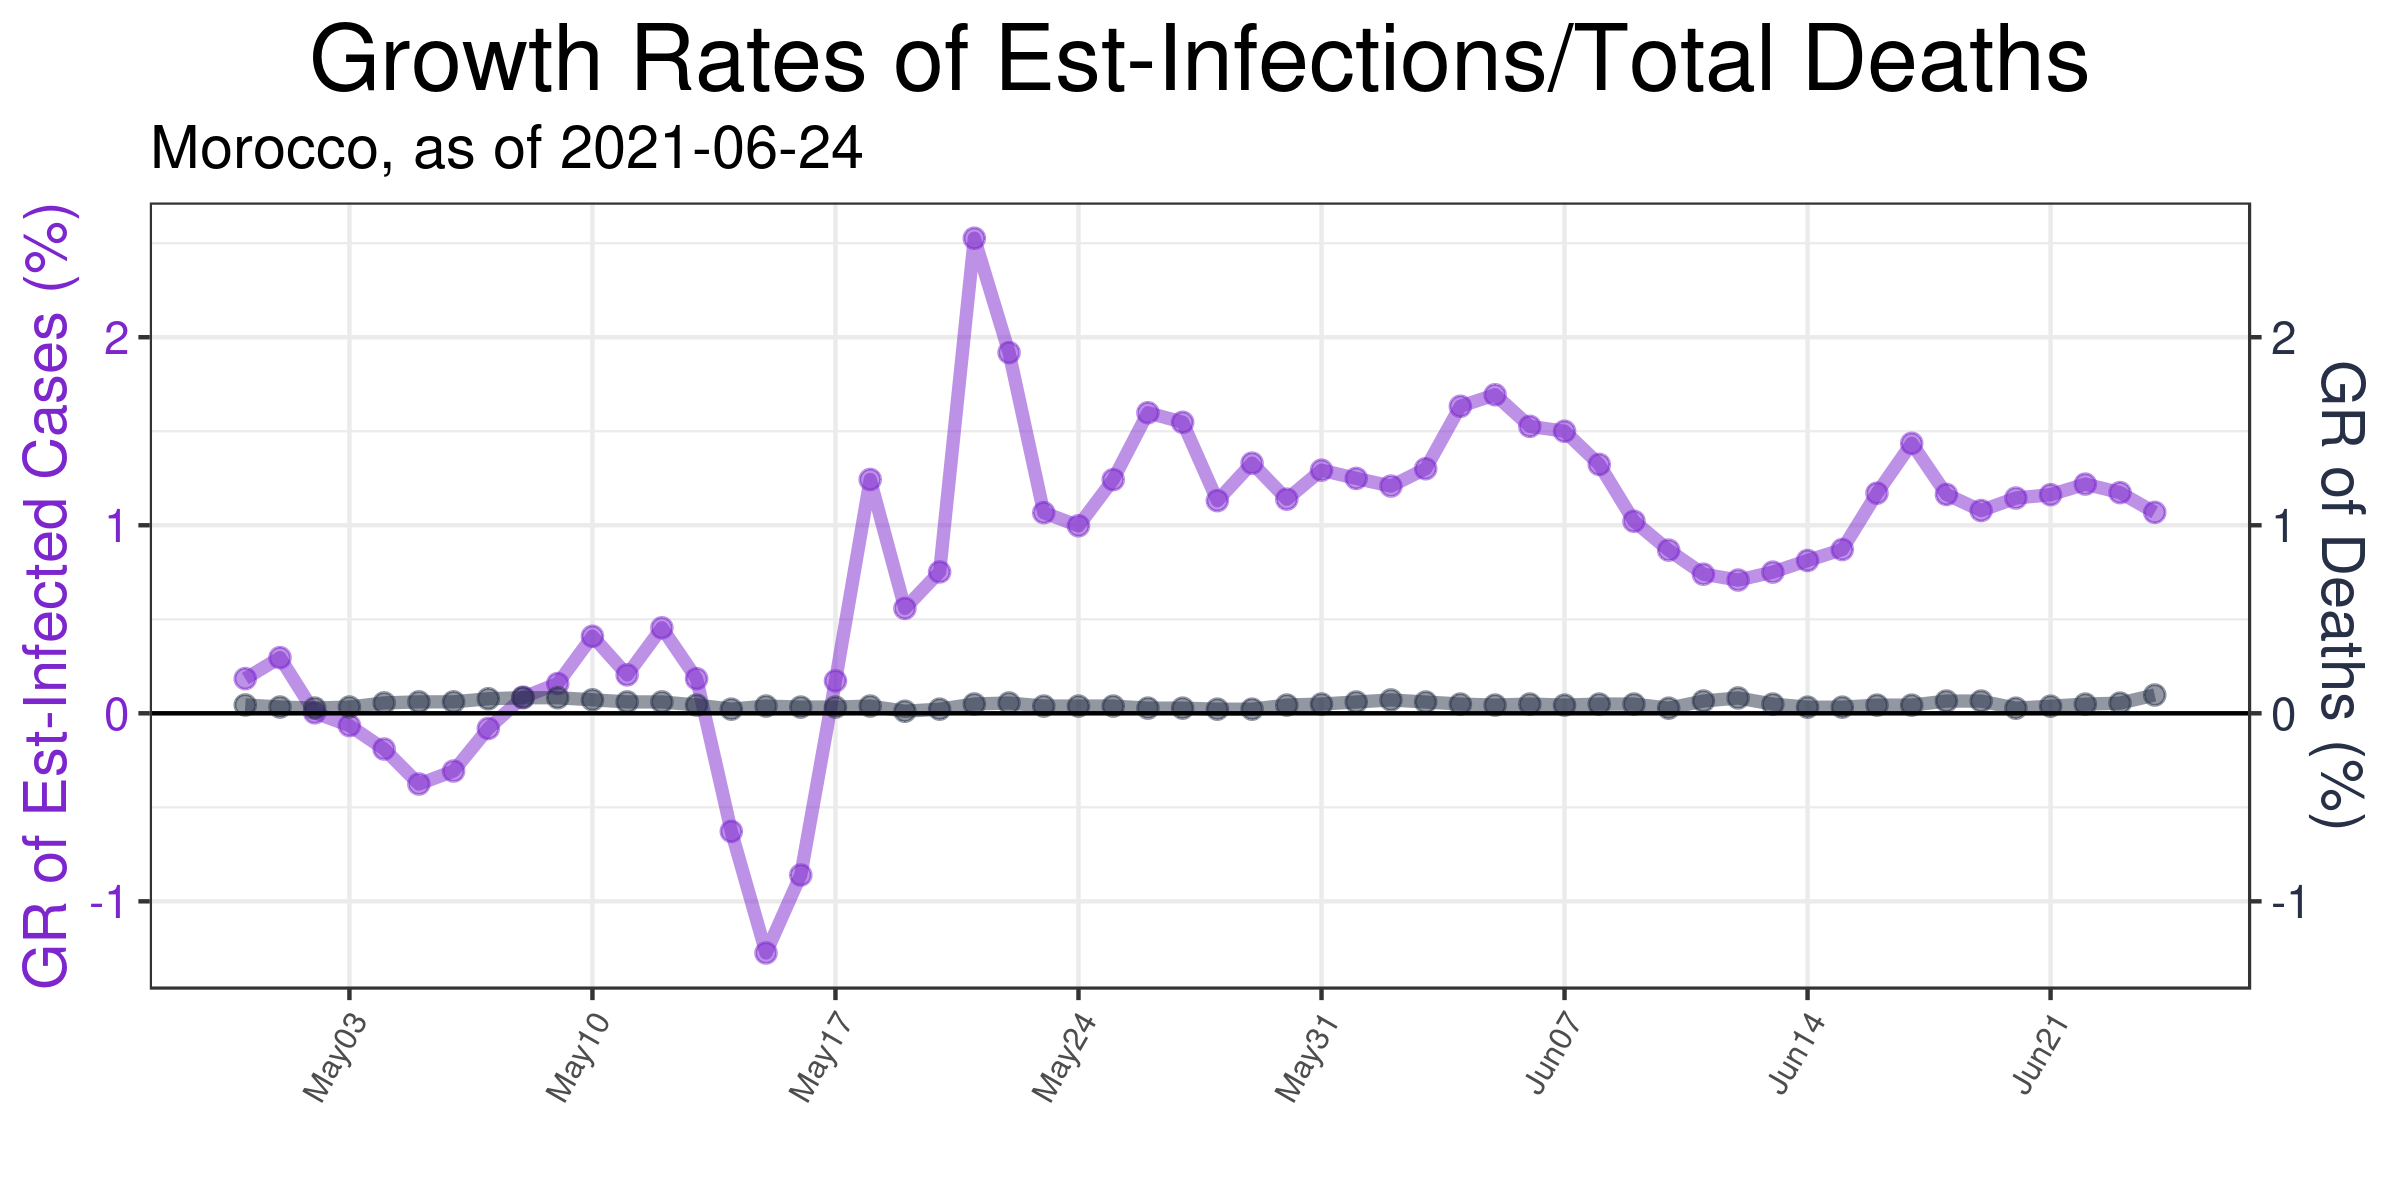 Growth Rates of Est-Infections/Total Deaths
Morocco, as of 2021-06-24
GR of Est-Infected Cases (%)
2
1
0
-1
2
1
0
-1
GR of Deaths (%)
May03
May10
May17
May24
May31
Jun07
Jun14
Jun21